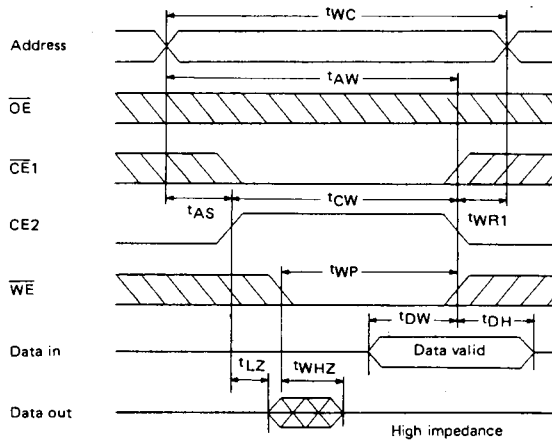 tWC
Address
tAW
OE
CE1
tAS
tCW
tWR1
CE2
tWP
WE
tDW
tDH
Data in
Data valid
tLZ
tWHZ
Data out
High impedance